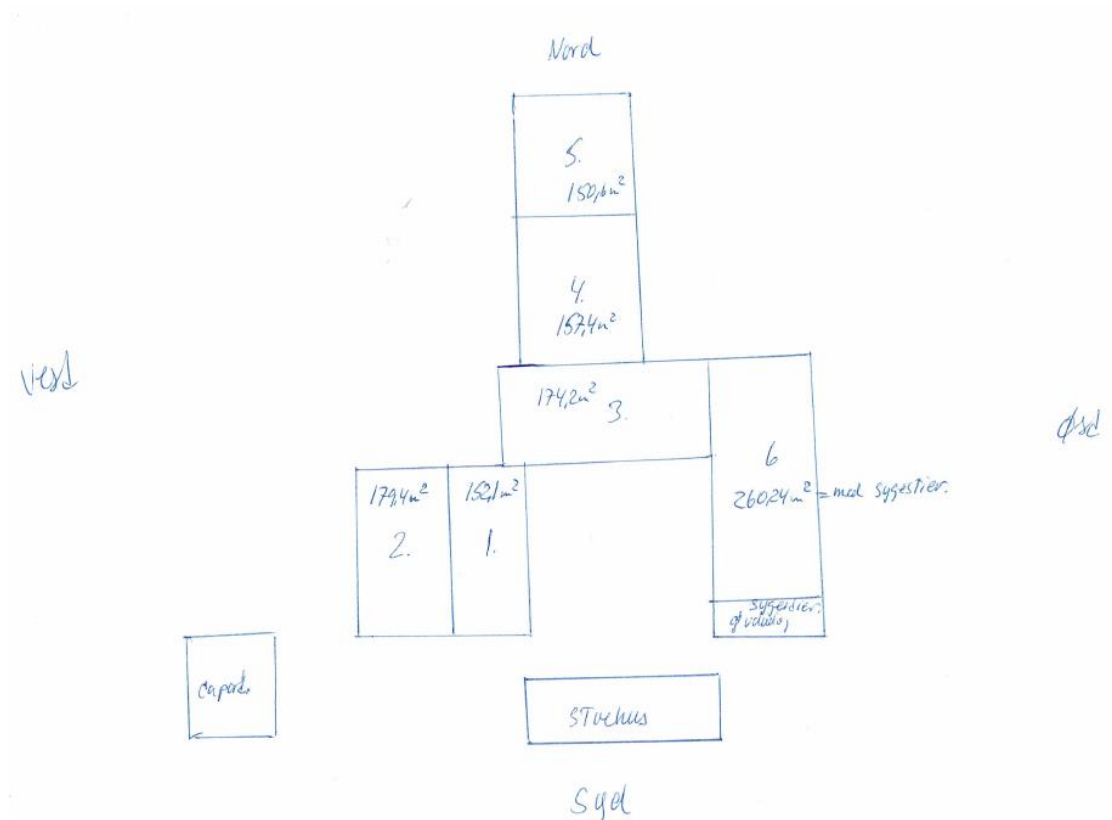 Nord
5.
150,6m²
4.
157,4m²
Vest
174,2m² 3.
Øst
6
260,24m² = med sygestier.
179,4m²
2.
152,1m²
1.
sygestier.
Stuehus
Syd